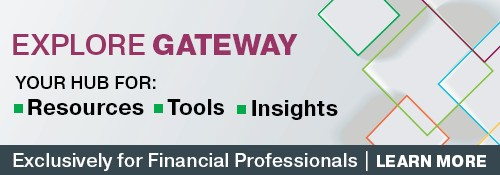 EXPLORE GATEWAY
YOUR HUB FOR:
Resources Tools Insights
Exclusively for Financial Professionals | LEARN MORE